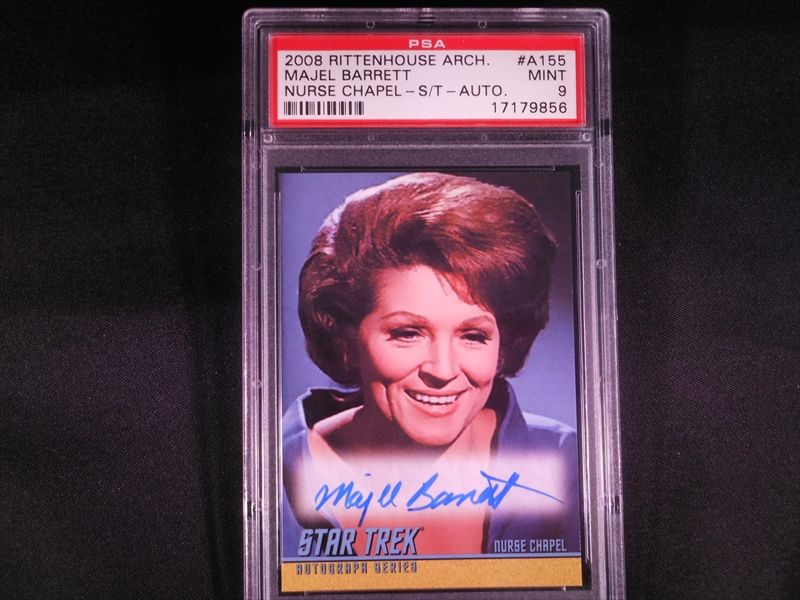 PSA
2008 RITTENHOUSE ARCH. #A155
MAJEL BARRETT MINT
NURSE CHAPEL-S/T-AUTO. 9
17179856
Majel Barrett
STAR TREK NURSE CHAPEL
AUTOGRAPH SERIES